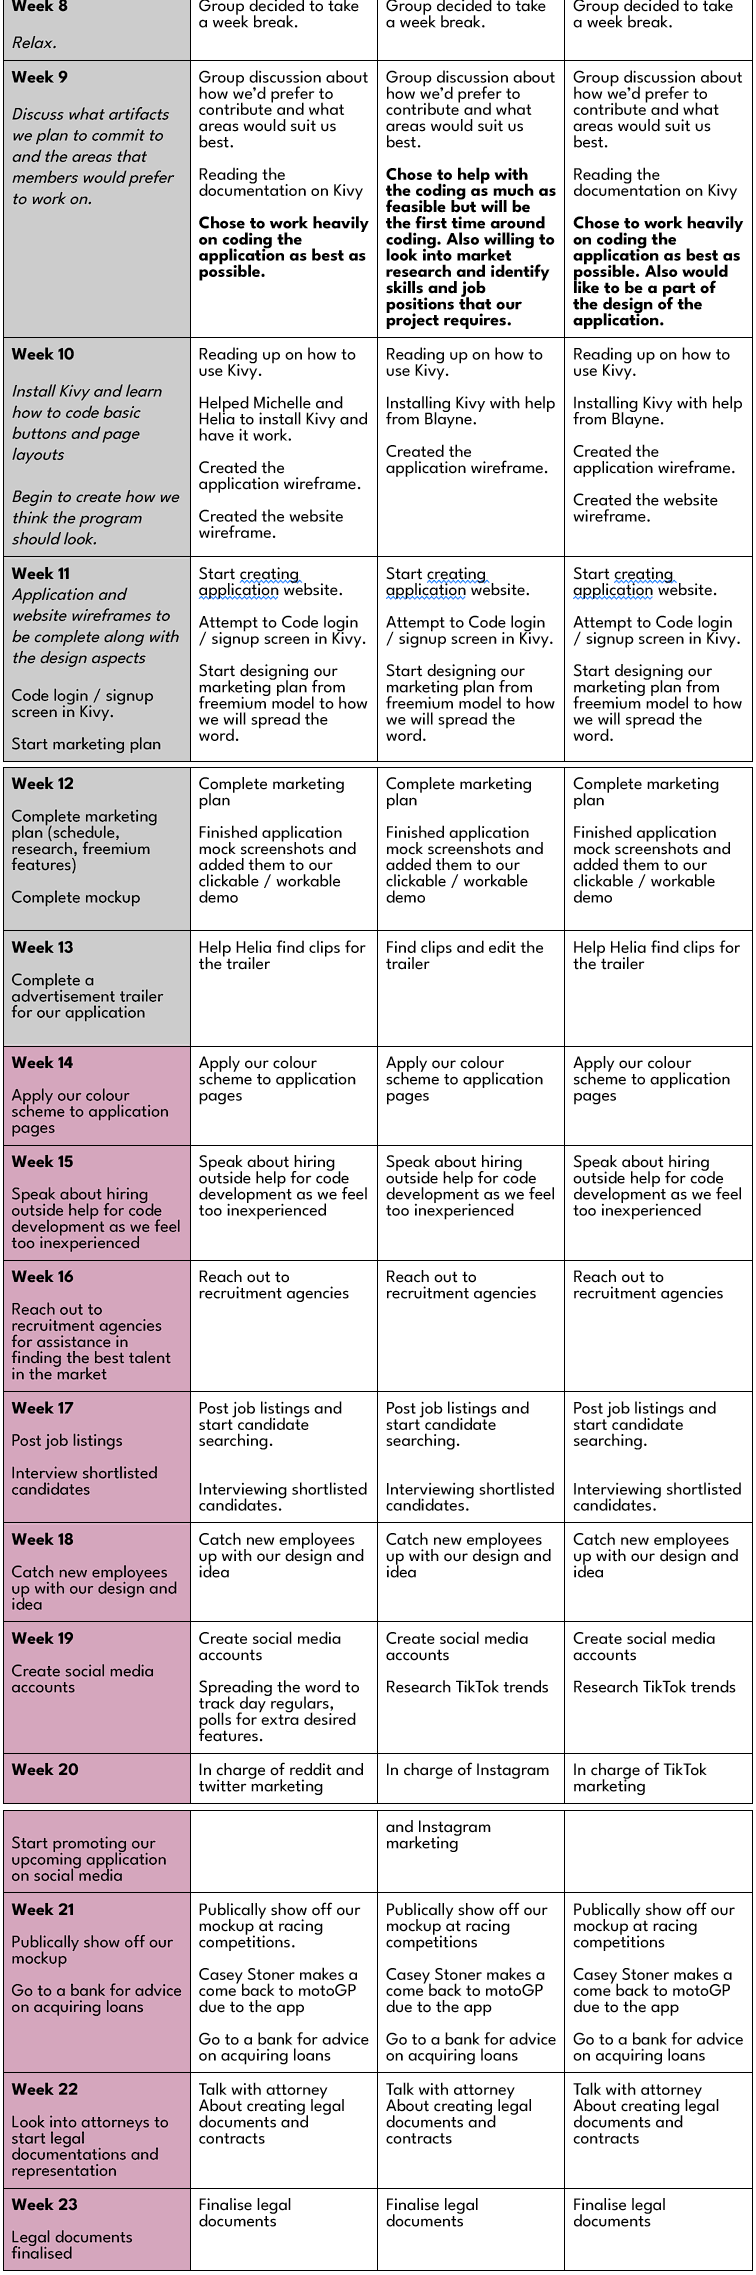 Week 8
Relax.
Group decided to take
a week break.
Group decided to take
a week break.
Group decided to take
a week break.
Week 9
Discuss what artifacts
we plan to commit to
and the areas that
members would prefer
to work on.
Group discussion about
how we’d prefer to
contribute and what
areas would suit us
best.
Reading the
documentation on Kivy
Chose to work heavily
on coding the
application as best as
possible.
Group discussion about
how we’d prefer to
contribute and what
areas would suit us
best.
Chose to help with
the coding as much as
feasible but will be
the first time around
coding. Also willing to
look into market
research and identify
skills and job
positions that our
project requires.
Group discussion about
how we’d prefer to
contribute and what
areas would suit us
best.
Reading the
documentation on Kivy
Chose to work heavily
on coding the
application as best as
possible. Also would
like to be a part of
the design of the
application.
Week 10
Install Kivy and learn
how to code basic
buttons and page
layouts
Begin to create how we
think the program
should look.
Reading up on how to
use Kivy.
Helped Michelle and
Helia to install Kivy and
have it work.
Created the
application wireframe.
Created the website
wireframe.
Reading up on how to
use Kivy.
Installing Kivy with help
from Blayne.
Created the
application wireframe.
Reading up on how to
use Kivy.
Installing Kivy with help
from Blayne.
Created the
application wireframe.
Created the website
wireframe.
Week 11
Application and
website wireframes to
be complete along with
the design aspects
Code login / signup
screen in Kivy.
Start marketing plan
Start creating
application website.
Attempt to Code login
/ signup screen in Kivy.
Start designing our
marketing plan from
freemium model to how
we will spread the
word.
Start creating
application website.
Attempt to Code login
/ signup screen in Kivy.
Start designing our
marketing plan from
freemium model to how
we will spread the
word.
Start creating
application website.
Attempt to Code login
/ signup screen in Kivy.
Start designing our
marketing plan from
freemium model to how
we will spread the
word.
Week 12
Complete marketing
plan (schedule,
research, freemium
features)
Complete mockup
Complete marketing
plan
Finished application
mock screenshots and
added them to our
clickable / workable
demo
Complete marketing
plan
Finished application
mock screenshots and
added them to our
clickable / workable
demo
Complete marketing
plan
Finished application
mock screenshots and
added them to our
clickable / workable
demo
Week 13
Complete a
advertisement trailer
for our application
Help Helia find clips for
the trailer
Find clips and edit the
trailer
Help Helia find clips for
the trailer
Week 14
Apply our colour
scheme to application
pages
Apply our colour
scheme to application
pages
Apply our colour
scheme to application
pages
Apply our colour
scheme to application
pages
Week 15
Speak about hiring
outside help for code
development as we feel
too inexperienced
Speak about hiring
outside help for code
development as we feel
too inexperienced
Speak about hiring
outside help for code
development as we feel
too inexperienced
Speak about hiring
outside help for code
development as we feel
too inexperienced
Week 16
Reach out to
recruitment agencies
for assistance in
finding the best talent
in the market
Reach out to
recruitment agencies
Reach out to
recruitment agencies
Reach out to
recruitment agencies
Week 17
Post job listings
Interview shortlisted
candidates
Post job listings and
start candidate
searching.
Interviewing shortlisted
candidates.
Post job listings and
start candidate
searching.
Interviewing shortlisted
candidates.
Post job listings and
start candidate
searching.
Interviewing shortlisted
candidates.
Week 18
Catch new employees
up with our design and
idea
Catch new employees
up with our design and
idea
Catch new employees
up with our design and
idea
Catch new employees
up with our design and
idea
Week 19
Create social media
accounts
Create social media
accounts
Spreading the word to
track day regulars,
polls for extra desired
features.
Create social media
accounts
Research TikTok trends
Create social media
accounts
Research TikTok trends
Week 20
In charge of reddit and
twitter marketing
In charge of Instagram
In charge of TikTok
marketing
Start promoting our
upcoming application
on social media
and Instagram
marketing
Week 21
Publically show off our
mockup
Go to a bank for advice
on acquiring loans
Publically show off our
mockup at racing
competitions.
Casey Stoner makes a
come back to motoGP
due to the app
Go to a bank for advice
on acquiring loans
Publically show off our
mockup at racing
competitions
Casey Stoner makes a
come back to motoGP
due to the app
Go to a bank for advice
on acquiring loans
Publically show off our
mockup at racing
competitions
Casey Stoner makes a
come back to motoGP
due to the app
Go to a bank for advice
on acquiring loans
Week 22
Look into attorneys to
start legal
documentations and
representation
Talk with attorney
About creating legal
documents and
contracts
Talk with attorney
About creating legal
documents and
contracts
Talk with attorney
About creating legal
documents and
contracts
Week 23
Legal documents
finalised
Finalise legal
documents
Finalise legal
documents
Finalise legal
documents